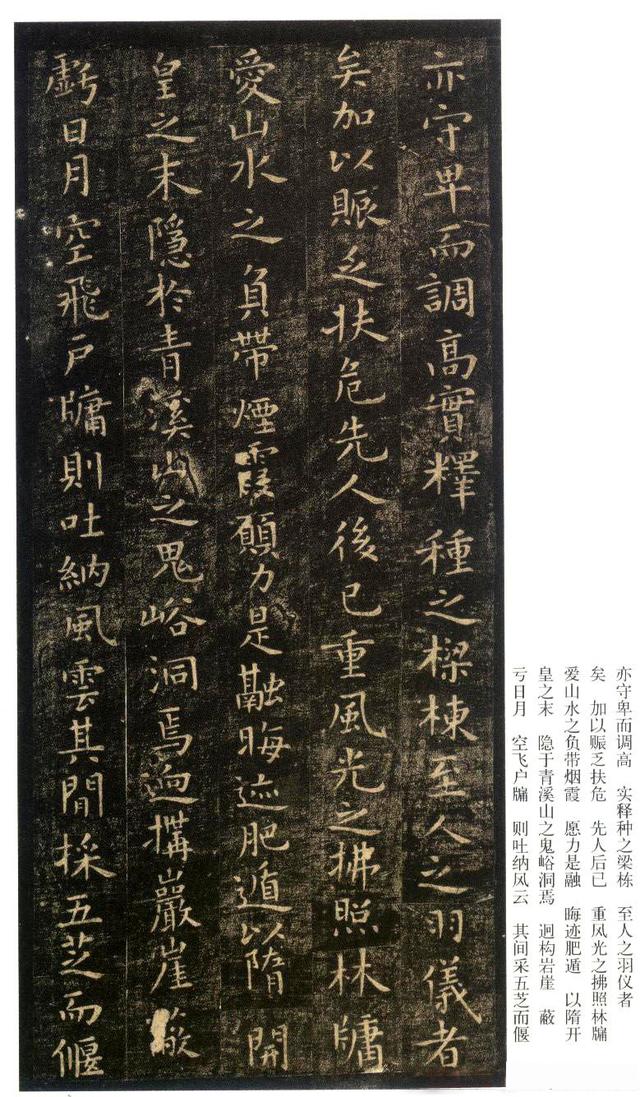 亦守卑而調高實釋種之樑棟至人之羽儀者
矣加以賑乏扶危先人後已重風光之拂照林牗
愛山水之負帶煙霞願力是融晦迹肥遁以隋開
皇之末隱於青溪山之鬼峪洞焉迥搆巖崖蔽
虧日月空飛戶牗則吐納風雲其閒採五芝而偃
亦守卑而调高 实释种之梁栋 至人之羽仪者
矣 加以赈乏扶危 先人后已 重风光之拂照林牖
爱山水之负带烟霞 愿力是融 晦迹肥遁 以隋开
皇之末 隐于青溪山之鬼峪洞焉 迥构岩崖 蔽
亏日月 空飞户牖 则吐纳风云 其间采五芝而偃